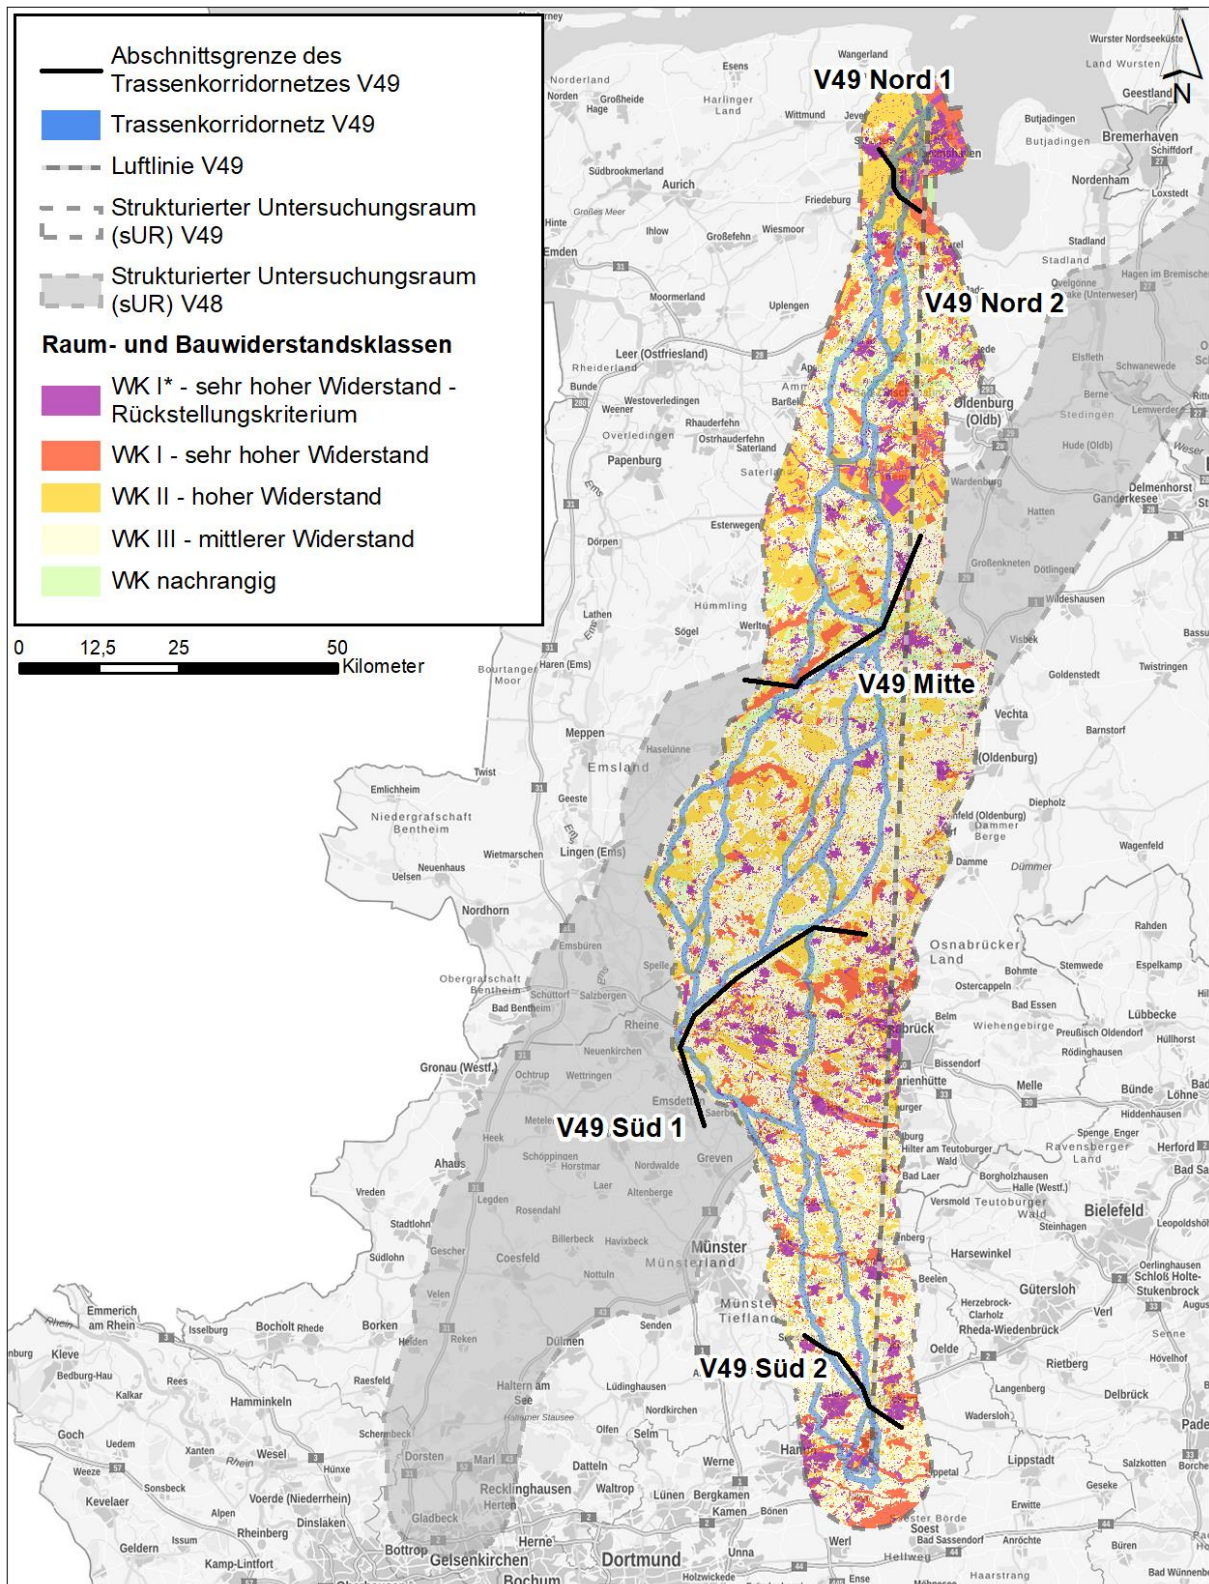 Abschnittsgrenze des
Trassenkorridornetzes V49
Trassenkorridornetz V49
Luftlinie V49
Strukturierter Untersuchungsraum
(sUR) V49
Strukturierter Untersuchungsraum
(sUR) V48
Raum- und Bauwiderstandsklassen
WK I* - sehr hoher Widerstand -
Rückstellungskriterium
WK I - sehr hoher Widerstand
WK II - hoher Widerstand
WK III - mittlerer Widerstand
WK nachrangig
0 12,5 25 50
Kilometer
N
V49 Nord 1
V49 Nord 2
V49 Mitte
V49 Süd 1
V49 Süd 2
Wurster Nordseeküste
Land Wursten
Wangerland
Esens
Norderland
Norden
Hage
Großheide
Harlinger
Land
Wittmund
Geestland
Butjadingen
Butjadingen
Bremerhaven
Schiffdorf
Loxstedt
Nordenham
Südbrookmerland
Aurich
Großes Meer
Friedeburg
Hinte
Ihlow
Großefehn
Wiesmoor
Emden
Stadland
Stadland
Moormerland
Uplengen
Ovelgönne
Hagen im Bremischen
Leer (Ostfriesland)
Rheiderland
Bunde
Weener
Westoverledingen
Overledingen
Rhauderfehn
Ostrhauderfehn
Saterland
Papenburg
Elsfleth
Schwanewede
Berne
Stedingen
Lemwerder
Hude (Oldb)
Weser
Oldenburg
(Oldb)
Wardenburg
Delmenhorst
Ganderkesee
Hatten
Esterwegen
Dörpen
Großenkneten
Dötlingen
Wildeshausen
Hümmling
Lathen
Ems
Sögel
Werlte
Visbek
Twistringen
Goldenstedt
Bourtanger
Moor
Haren (Ems)
Meppen
Haselünne
Emsland
Vechta
Barnstorf
(Oldenburg)
Twist
Emlichheim
Geeste
Niedergrafschaft
Bentheim
Ems
Lingen (Ems)
Wietmarschen
Neuenhaus
Uelsen
Nordhorn
Diepholz
Dammer
Berge
Damme
Dümmer
Wagenfeld
Rahden
Emsbüren
Spelle
Obergrafschaft
Bentheim
Schüttorf
Salzbergen
Bad Bentheim
Rheine
Osnabrücker
Land
Bohmte
Stemwede
Espelkamp
Ostercappeln
Bad Essen
Lübbecke
Belm
Wiehengebirge
Preußisch Oldendorf
Hüllhorst
Rödinghausen
Bissendorf
Melle
Bünde
Löhne
Hiddenhausen
Neuenkirchen
Ochtrup
Wettringen
Gronau (Westf.)
Emsdetten
Greven
Heek
Schöppingen
Horstmar
Nordwalde
Laer
Altenberge
Ahaus
Legden
Rosendahl
Vreden
Stadtlohn
Südlohn
Gescher
Coesfeld
Billerbeck
Havixbeck
Nottuln
Münster
Münsterland
Hilter am Teutoburger
Wald
Spenge
Enger
Herford
Ravensberger
Land
Bad Laer
Borgholzhausen
Halle (Westf.)
Versmold
Teutoburger
Wald
Steinhagen
Bielefeld
Harsewinkel
Beelen
Oerlinghausen
Schloß Holte-
Stukenbrock
Gütersloh
Verl
Herzebrock-
Clarholz
Rheda-Wiedenbrück
Senne
Oelde
Rietberg
Hövelhof
Langenberg
Delbrück
Wadersloh
Lippstadt
Salzkotten
Geseke
Erwitte
Soest
Bad Sassendorf
Anröchte
Büren
Hellweg
Haarstrang
Velen
Borken
Heiden
Reken
Dülmen
Senden
Emmerich
am Rhein
Rhein
Isselburg
Bocholt
Rhede
Kleve
Bedburg-Hau
Rees
Kalkar
Raesfeld
Hamminkeln
Haltern am
See
Halterner Stausee
Lüdinghausen
Nordkirchen
Olfen
Selm
Goch
Uedem
Xanten
Wesel
Schermbeck
Weeze
Sonsbeck
Rhein
Hünxe
Dorsten
Marl
Kevelaer
Alpen
Voerde (Niederrhein)
Datteln
Werne
Recklinghausen
Waltrop
Lünen
Bergkamen
Kamen
Bönen
Herten
Issum
Rheinberg
Dinslaken
Gladbeck
Geldern
Kamp-Lintfort
Bottrop
Gelsenkirchen
Herne
Bochum
Dortmund
Unna
Holzwickede
Werl
Ense